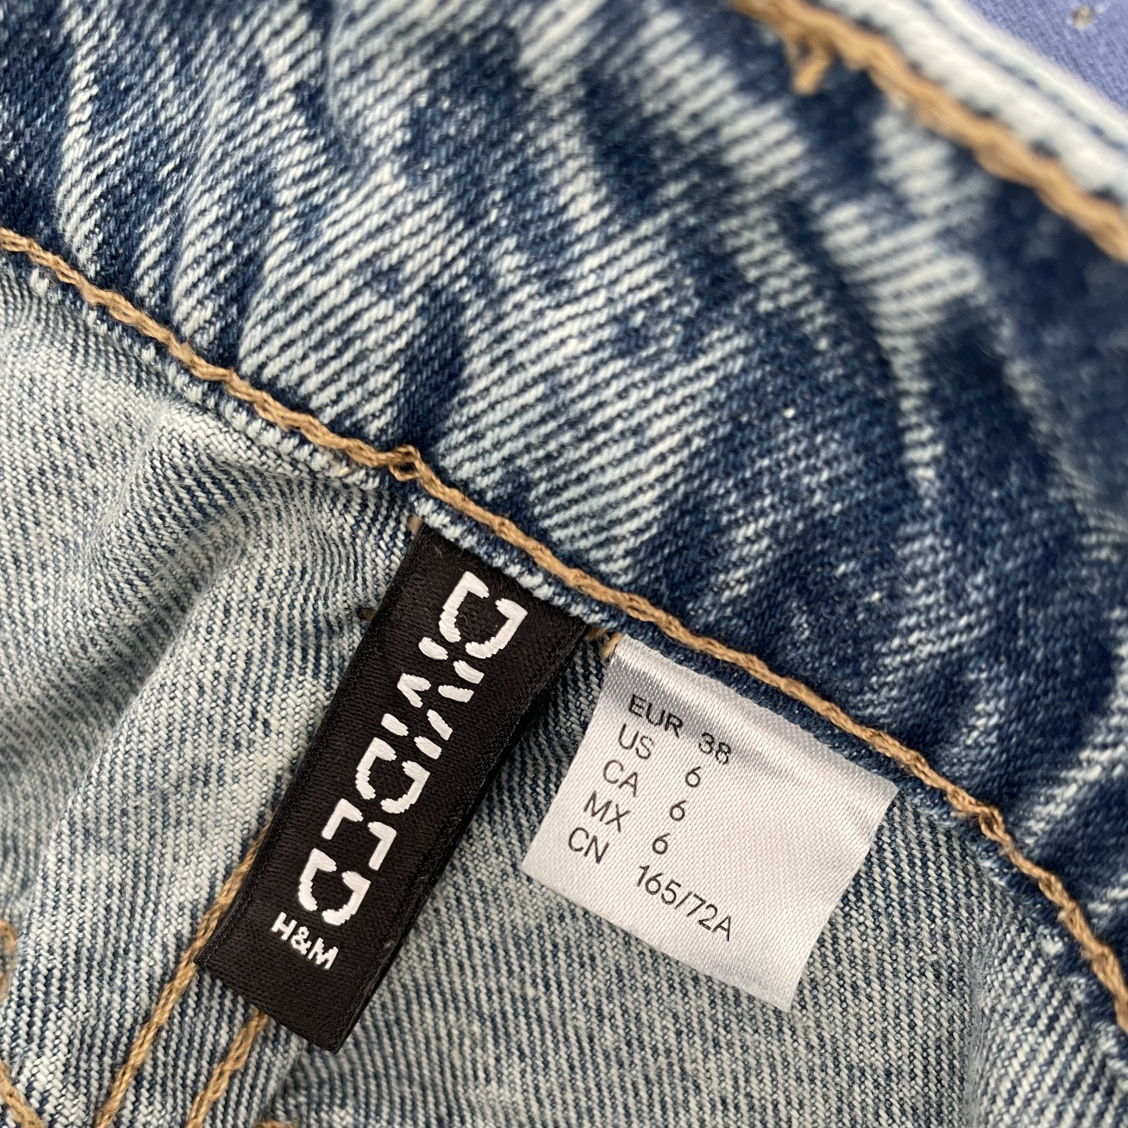 DIVIDED
H&M
EUR 38
US 6
CA 6
MX 6
CN 165/72A